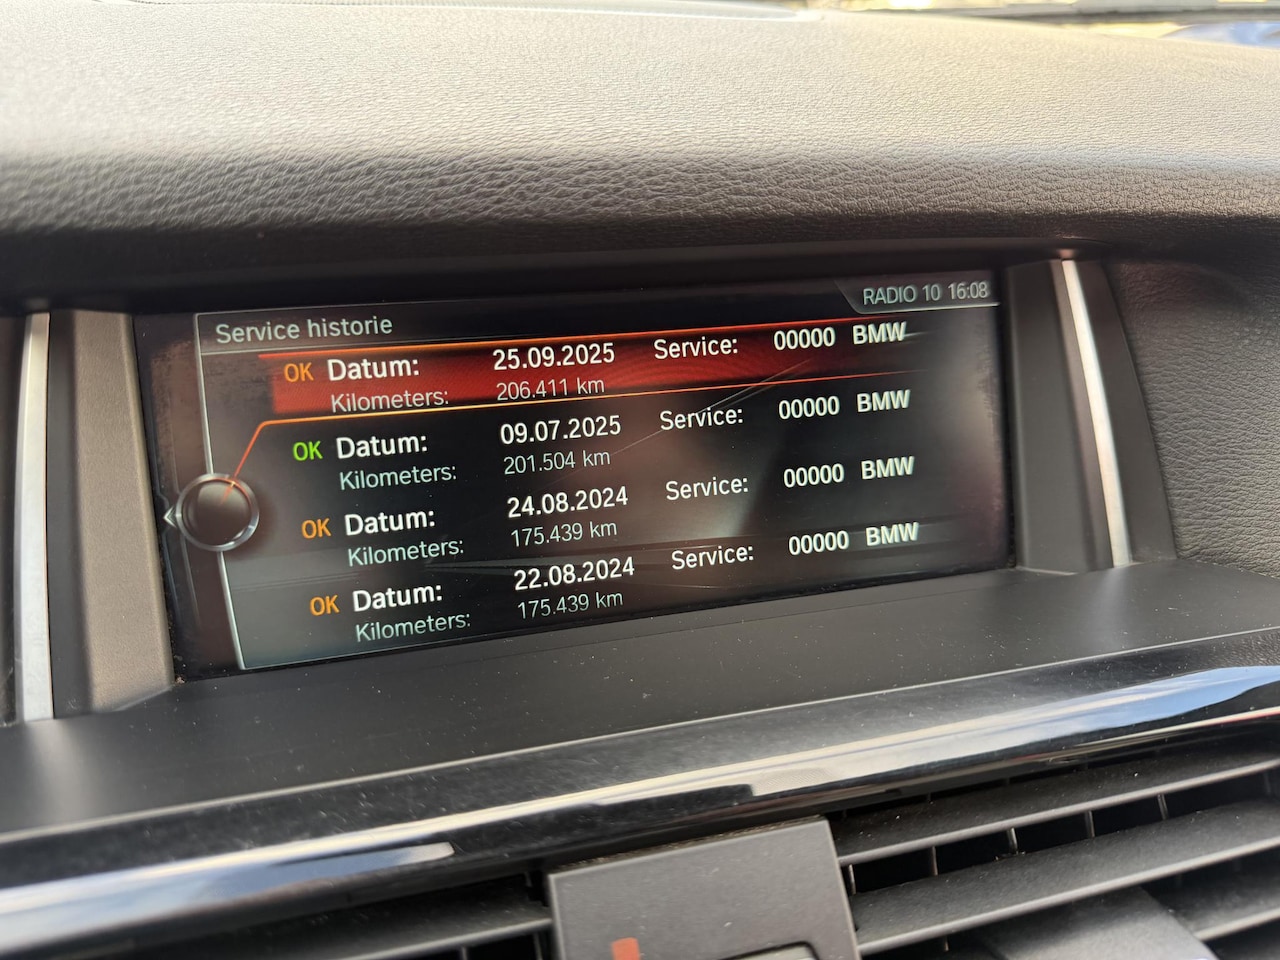 RADIO 10 16:08
Service historie
OK Datum: 25.09.2025 Service: 00000 BMW
Kilometers: 206.411 km
OK Datum: 09.07.2025 Service: 00000 BMW
Kilometers: 201.504 km
OK Datum: 24.08.2024 Service: 00000 BMW
Kilometers: 175.439 km
OK Datum: 22.08.2024 Service: 00000 BMW
Kilometers: 175.439 km